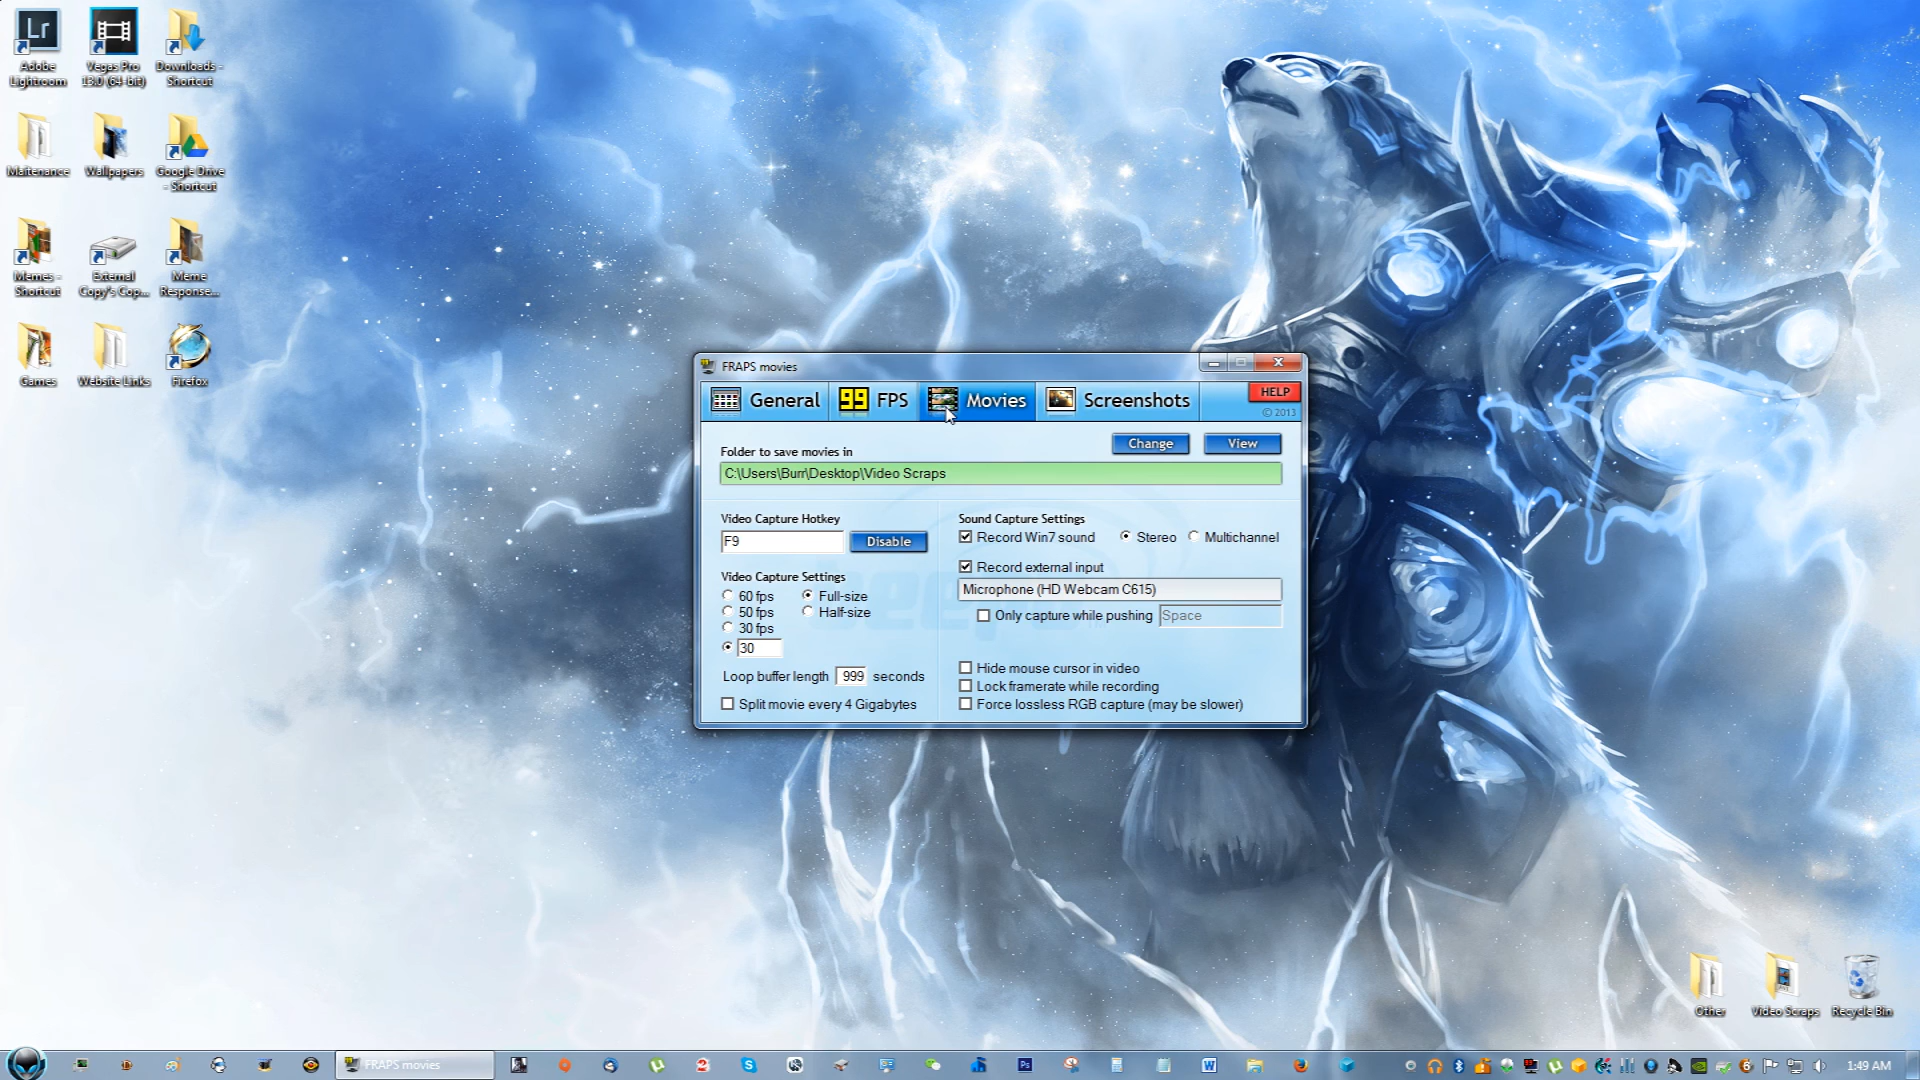 Lr
Adobe
Lightroom
Vegas Pro
13.0 (64-bit)
Downloads -
Shortcut
Maitenance
Wallpapers
Google Drive
- Shortcut
Memes -
Shortcut
External
Copy's Cop...
Meme
Response...
Games
Website Links
Firefox
FRAPS movies
General
99 FPS
Movies
Screenshots
HELP
© 2013
Folder to save movies in
Change
View
C:\Users\Burr\Desktop\Video Scraps
Video Capture Hotkey
F9
Disable
Sound Capture Settings
Record Win7 sound
Stereo
Multichannel
Record external input
Microphone (HD Webcam C615)
Only capture while pushing
Space
Video Capture Settings
60 fps
Full-size
50 fps
Half-size
30 fps
30
Loop buffer length 999 seconds
Split movie every 4 Gigabytes
Hide mouse cursor in video
Lock framerate while recording
Force lossless RGB capture (may be slower)
Other
Video Scraps
Recycle Bin
FRAPS movies
Ps
W
1:49 AM